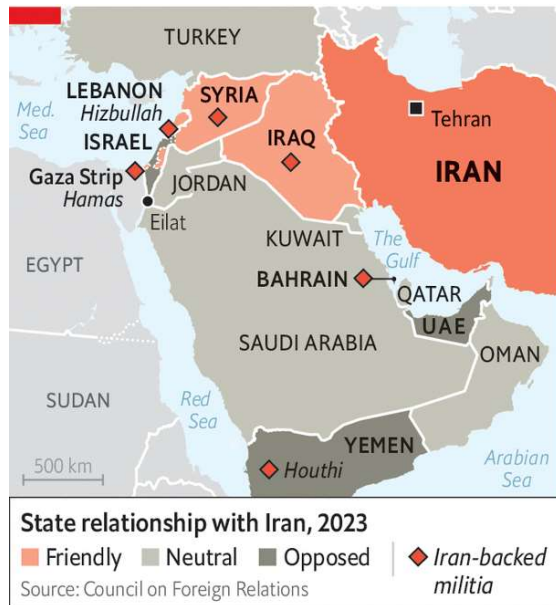 TURKEY
LEBANON
Hizbullah
SYRIA
Med.
Sea
Tehran
ISRAEL
IRAQ
IRAN
Gaza Strip
Hamas
JORDAN
Eilat
KUWAIT
The
Gulf
EGYPT
BAHRAIN
QATAR
UAE
SAUDI ARABIA
OMAN
SUDAN
Red
Sea
YEMEN
500 km
Houthi
Arabian
Sea
State relationship with Iran, 2023
Friendly Neutral Opposed Iran-backed
militia
Source: Council on Foreign Relations